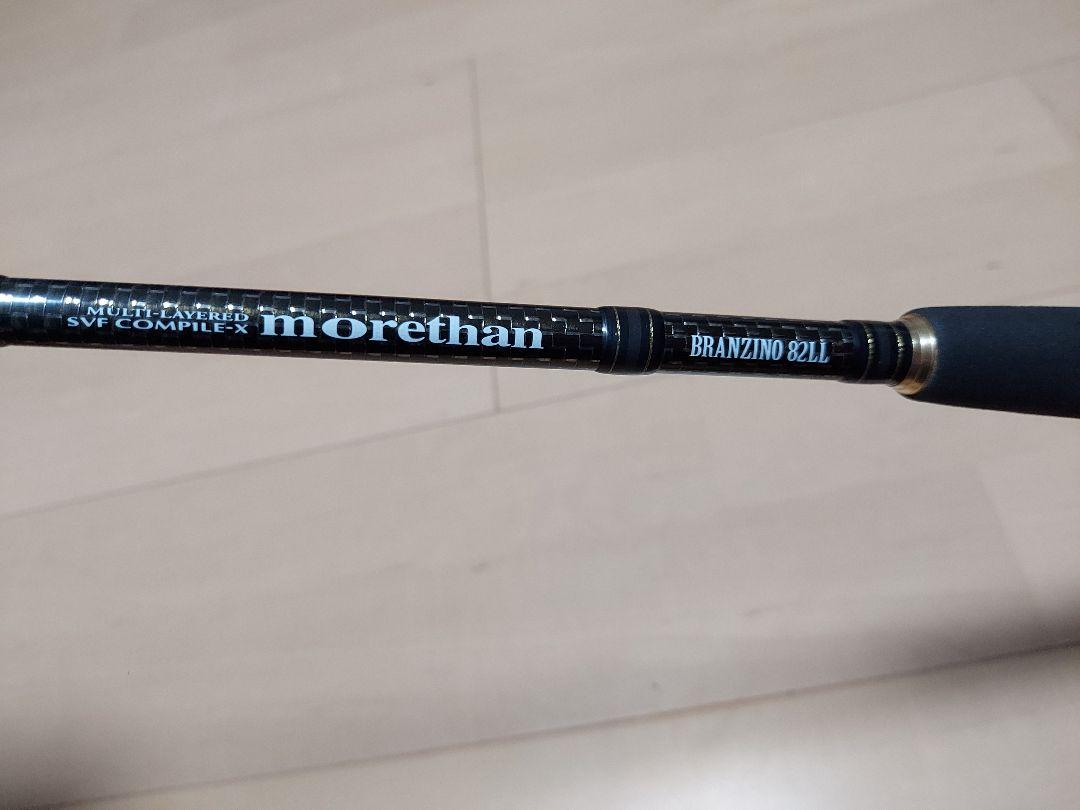 MULTI-LAYERED
SVF COMPILE-X
morethan
BRANZINO 82LL